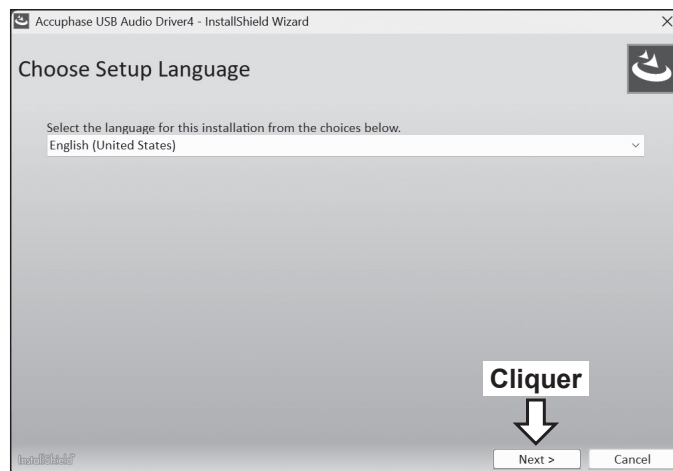 Accuphase USB Audio Driver4 - InstallShield Wizard
Choose Setup Language
Select the language for this installation from the choices below.
English (United States)
Cliquer
InstallShield
Next >
Cancel